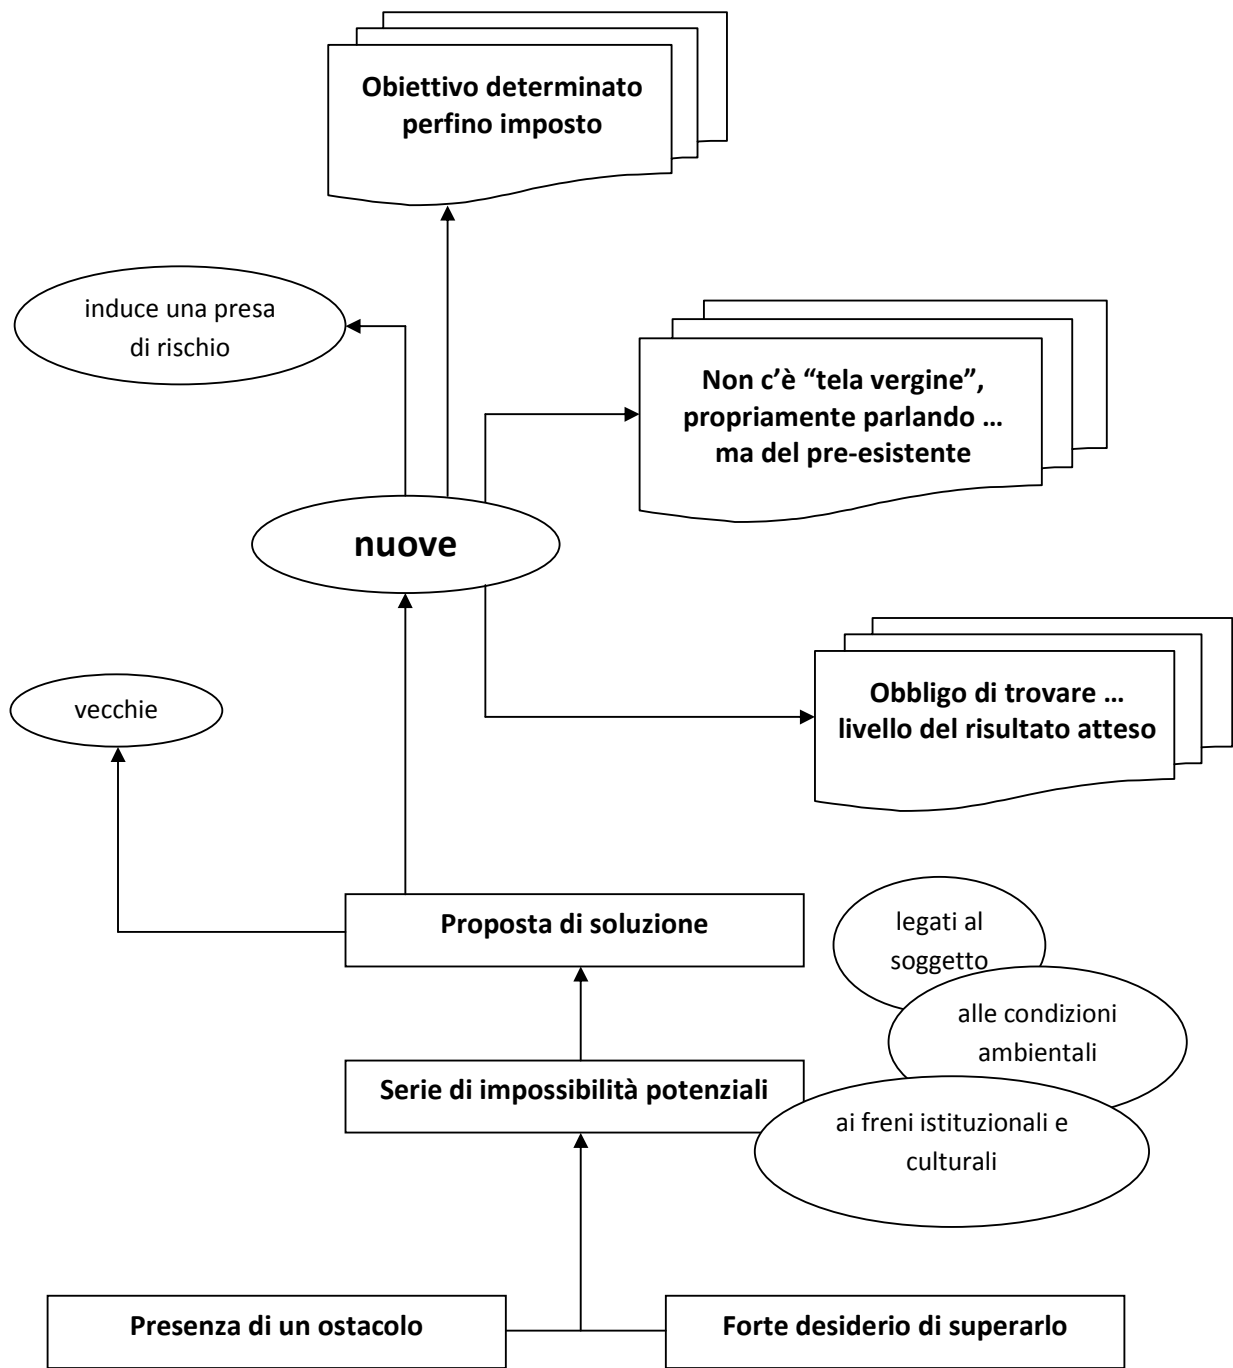 Obiettivo determinato
perfino imposto
induce una presa
di rischio
Non c’è “tela vergine”,
propriamente parlando …
ma del pre-esistente
nuove
Obbligo di trovare …
livello del risultato atteso
vecchie
Proposta di soluzione
legati al
soggetto
alle condizioni
ambientali
Serie di impossibilità potenziali
ai freni istituzionali e
culturali
Presenza di un ostacolo
Forte desiderio di superarlo